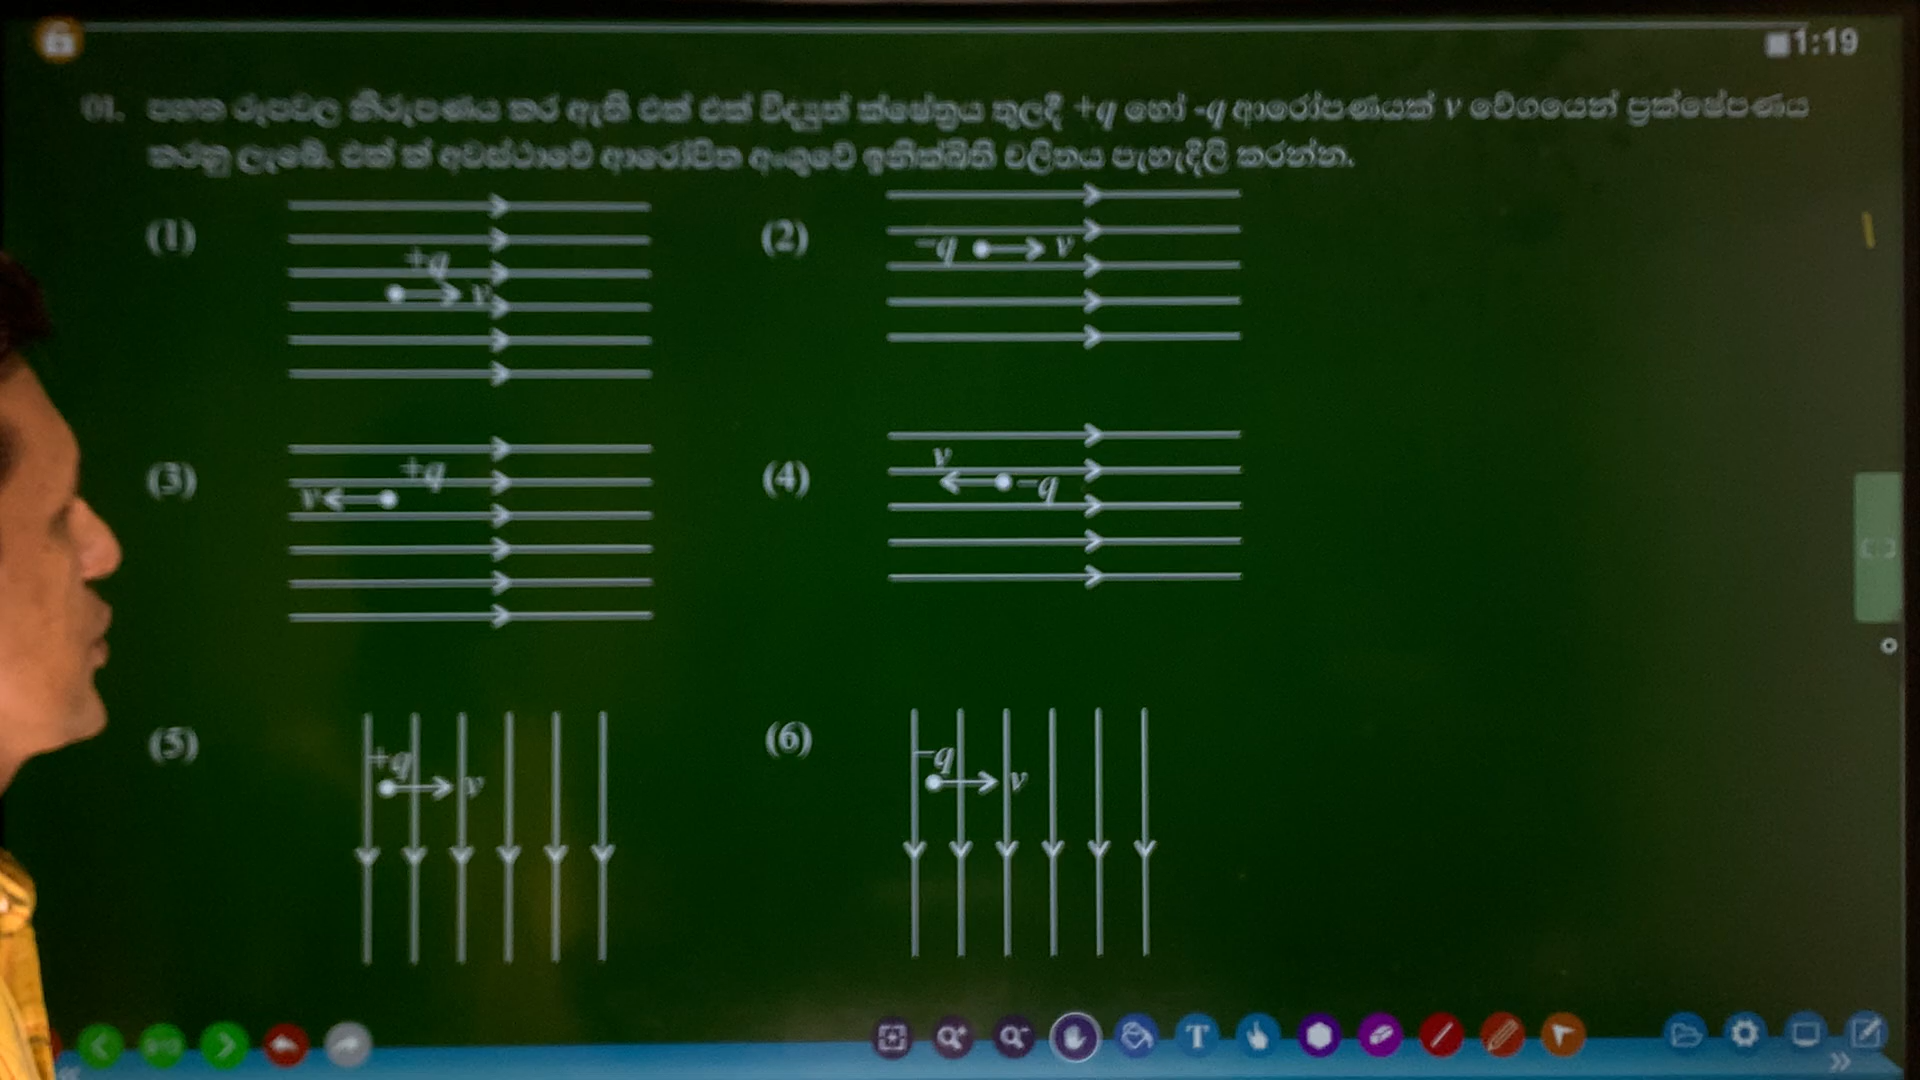 1:19
01. පහත රූපවල නිරූපණය කර ඇති එක් එක් විද්‍යුත් ක්ෂේත්‍රය තුලදී +q හෝ -q ආරෝපණයක් v වේගයෙන් ප්‍රක්ෂේපණය
කරනු ලැබේ. එක් ක් අවස්ථාවේ ආරෝපිත අංශුවේ ඉනික්බිති චලිතය පැහැදිලි කරන්න.
(1) +q v
(2) −q v
(3) +q v
(4) v −q
(5) +q v
(6) −q v
T